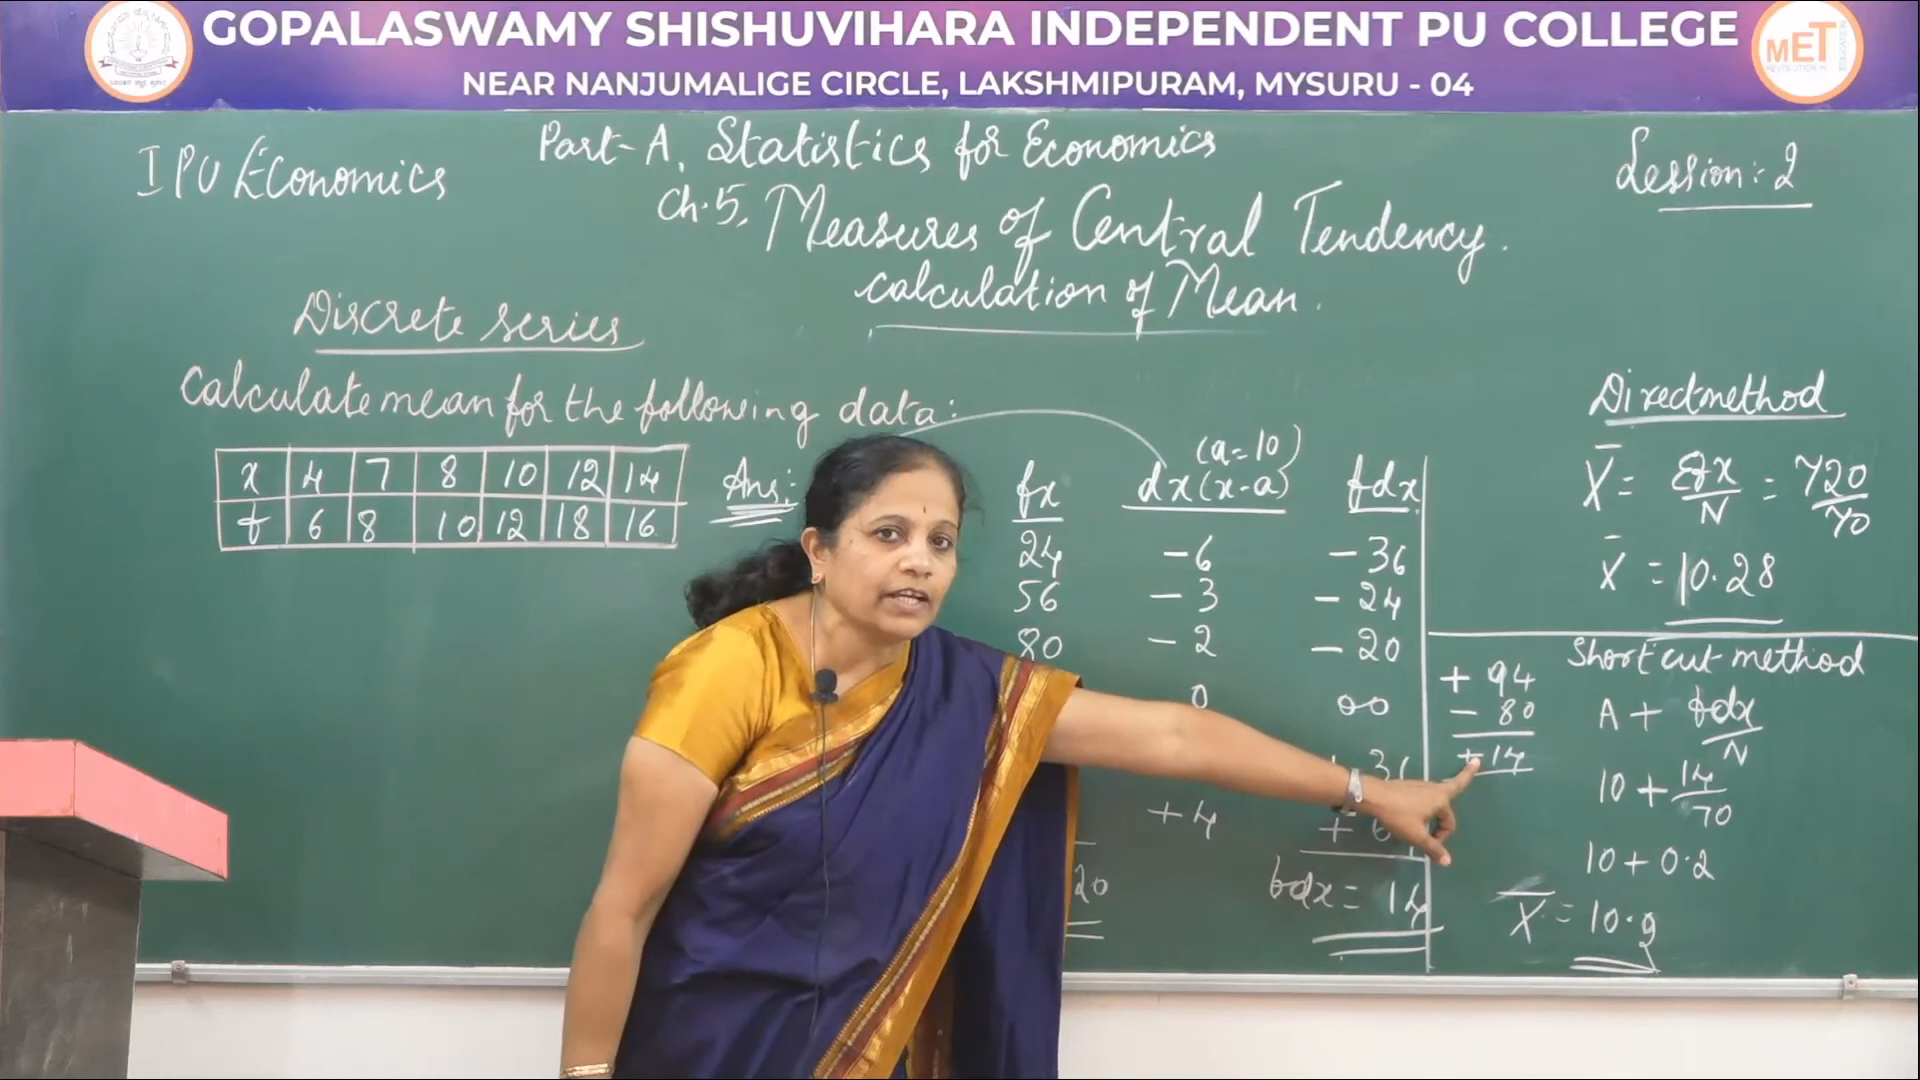 GOPALASWAMY SHISHUVIHARA INDEPENDENT PU COLLEGE
NEAR NANJUMALIGE CIRCLE, LAKSHMIPURAM, MYSURU - 04
MET
I PU Economics
Part-A, Statistics for Economics
Session:- 2
Ch.5, Measures of Central Tendency.
calculation of Mean.
Discrete series
Calculate mean for the following data:
x 4 7 8 10 12 14
f 6 8 10 12 18 16
Ans:-
(a=10)
fx dx(x-a) fdx
24 -6 -36
56 -3 -24
80 -2 -20
0 00
+ 36
+4 + 6
20
fdx = 14
Direct method
X̄ = Σfx/N = 720/70
X̄ = 10.28
Short cut method
+ 94
- 80
+14
A + fdx/N
10 + 14/70
10 + 0.2
X̄ = 10.2